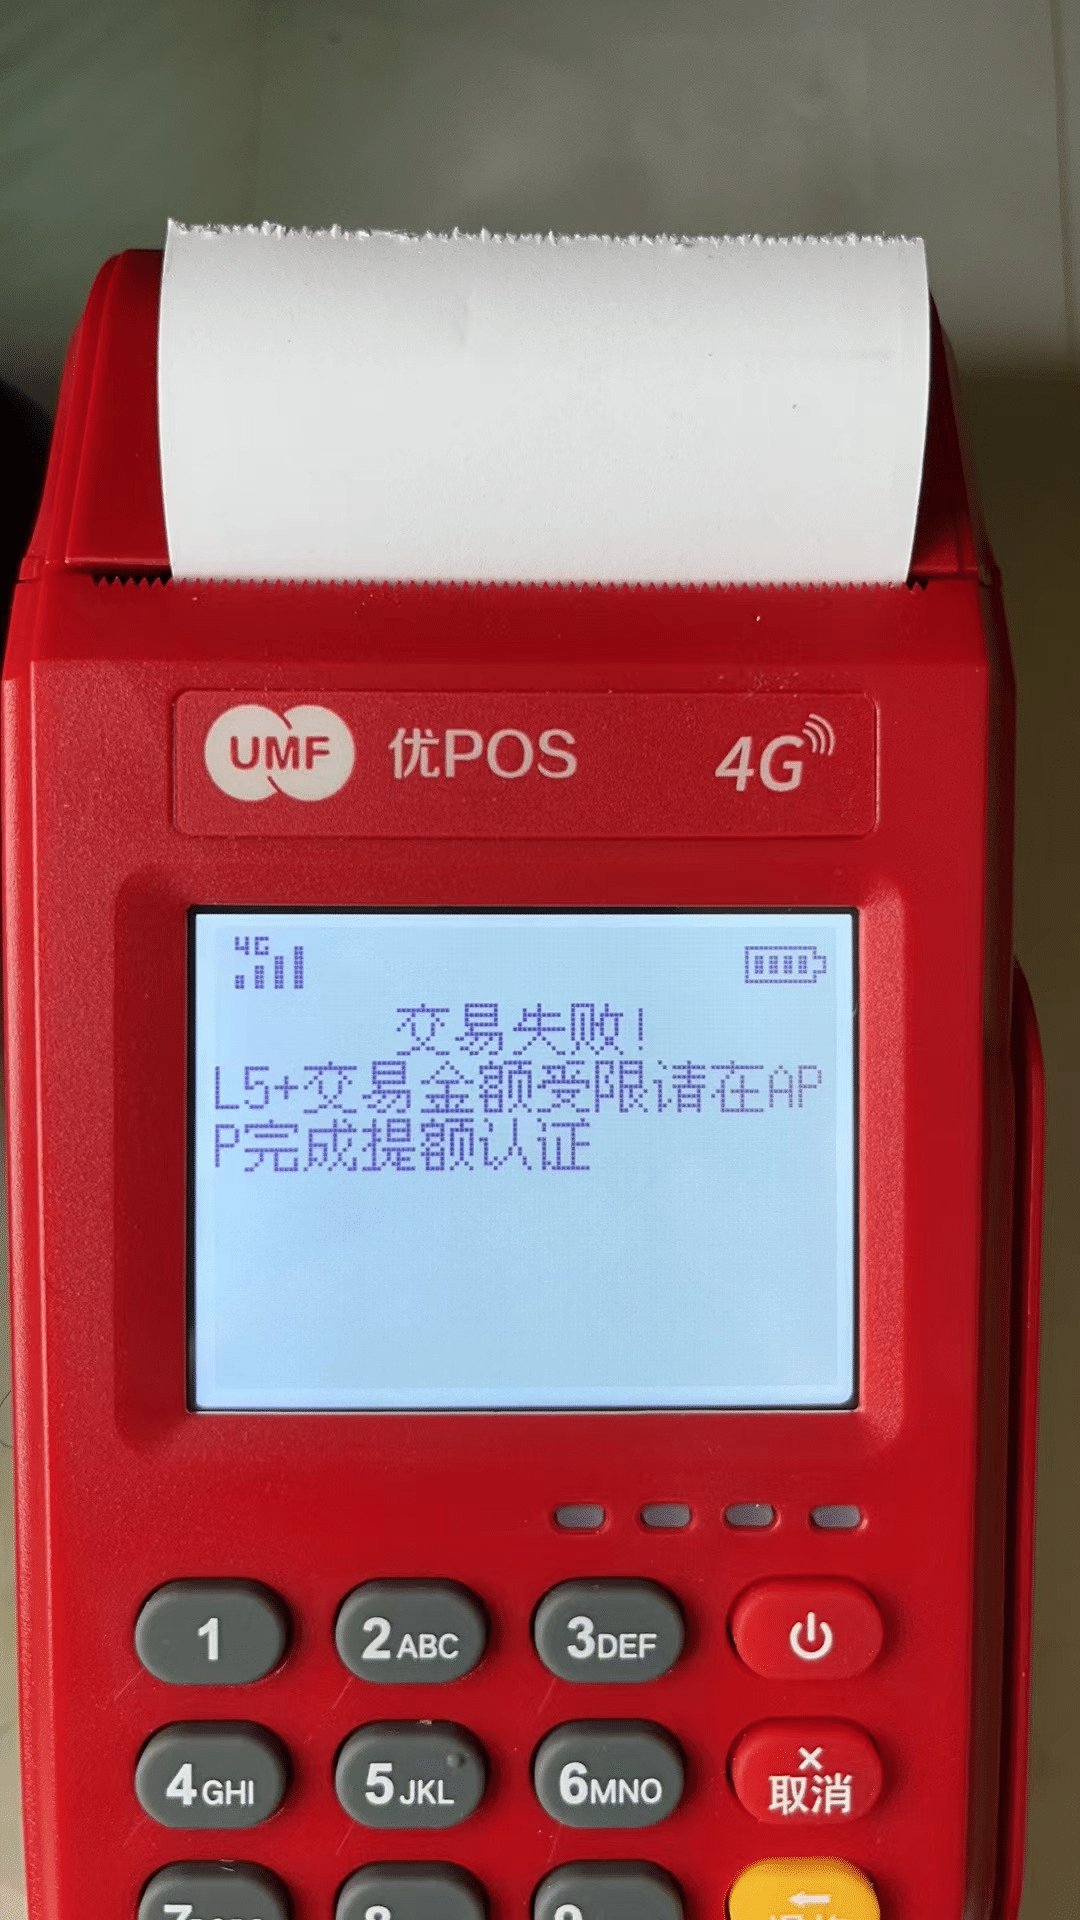 UMF 优POS 4G
4G
交易失败!
L5+交易金额受限请在AP
P完成提额认证
1 2ABC 3DEF
4GHI 5JKL 6MNO ×取消